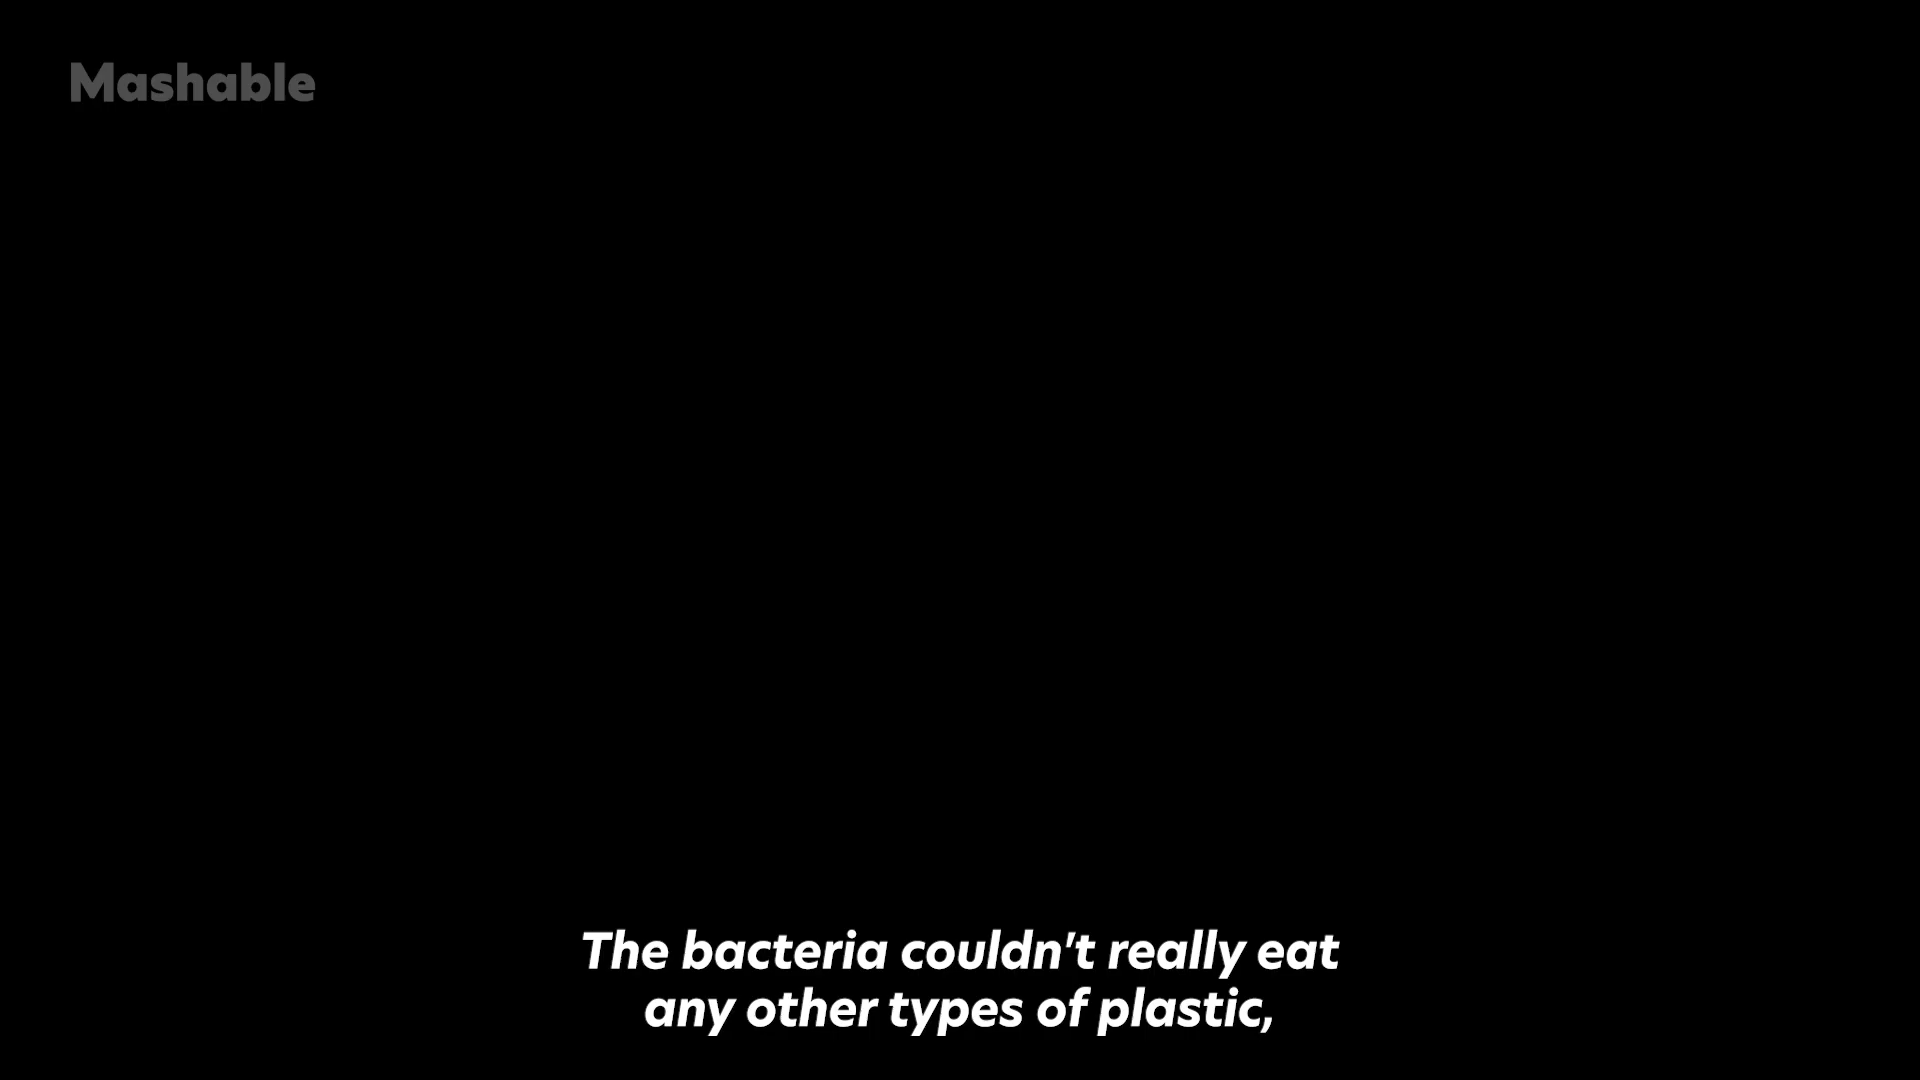 Mashable
The bacteria couldn't really eat
any other types of plastic,